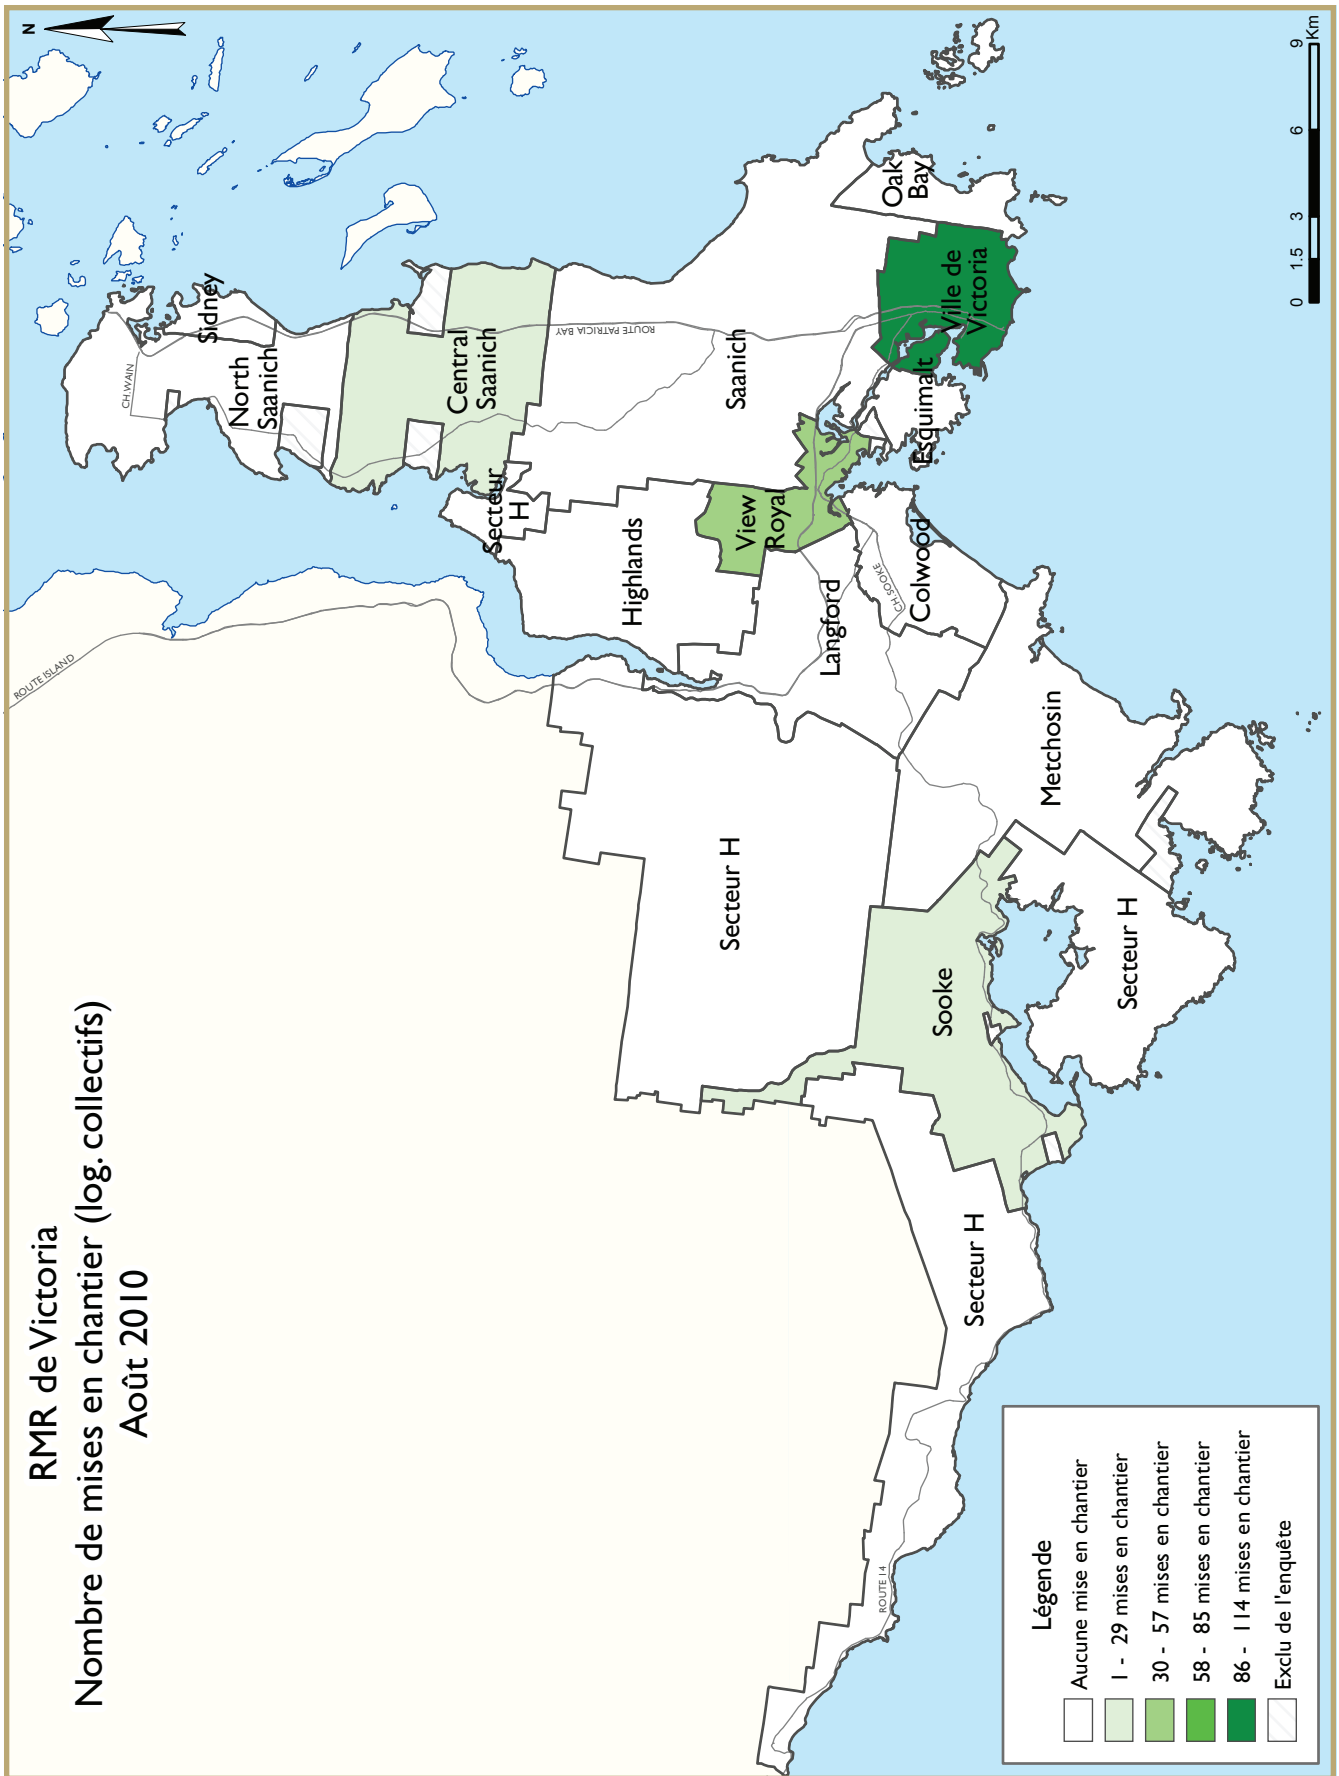 RMR de Victoria
Nombre de mises en chantier (log. collectifs)
Août 2010
N
ROUTE ISLAND
CH.WAIN
Sidney
North
Saanich
Central
Saanich
ROUTE PATRICIA BAY
Saanich
Secteur
H
Highlands
View
Royal
Oak
Bay
Ville de
Victoria
Esquimalt
Colwood
CH SOOKE
Langford
Metchosin
Secteur H
Secteur H
Sooke
Secteur H
ROUTE 14
Légende
Aucune mise en chantier
1 - 29 mises en chantier
30 - 57 mises en chantier
58 - 85 mises en chantier
86 - 114 mises en chantier
Exclu de l'enquête
0 1.5 3 6 9
Km